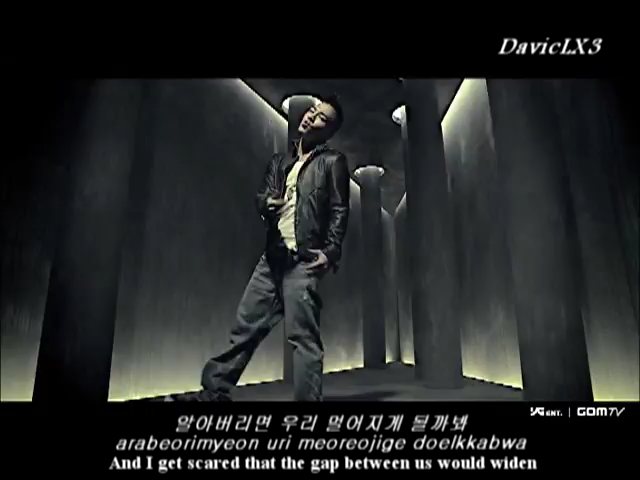 DavicLX3
YG ENT. | GOMTV
알아버리면 우리 멀어지게 될까봐
arabeorimyeon uri meoreojige doelkkabwa
And I get scared that the gap between us would widen